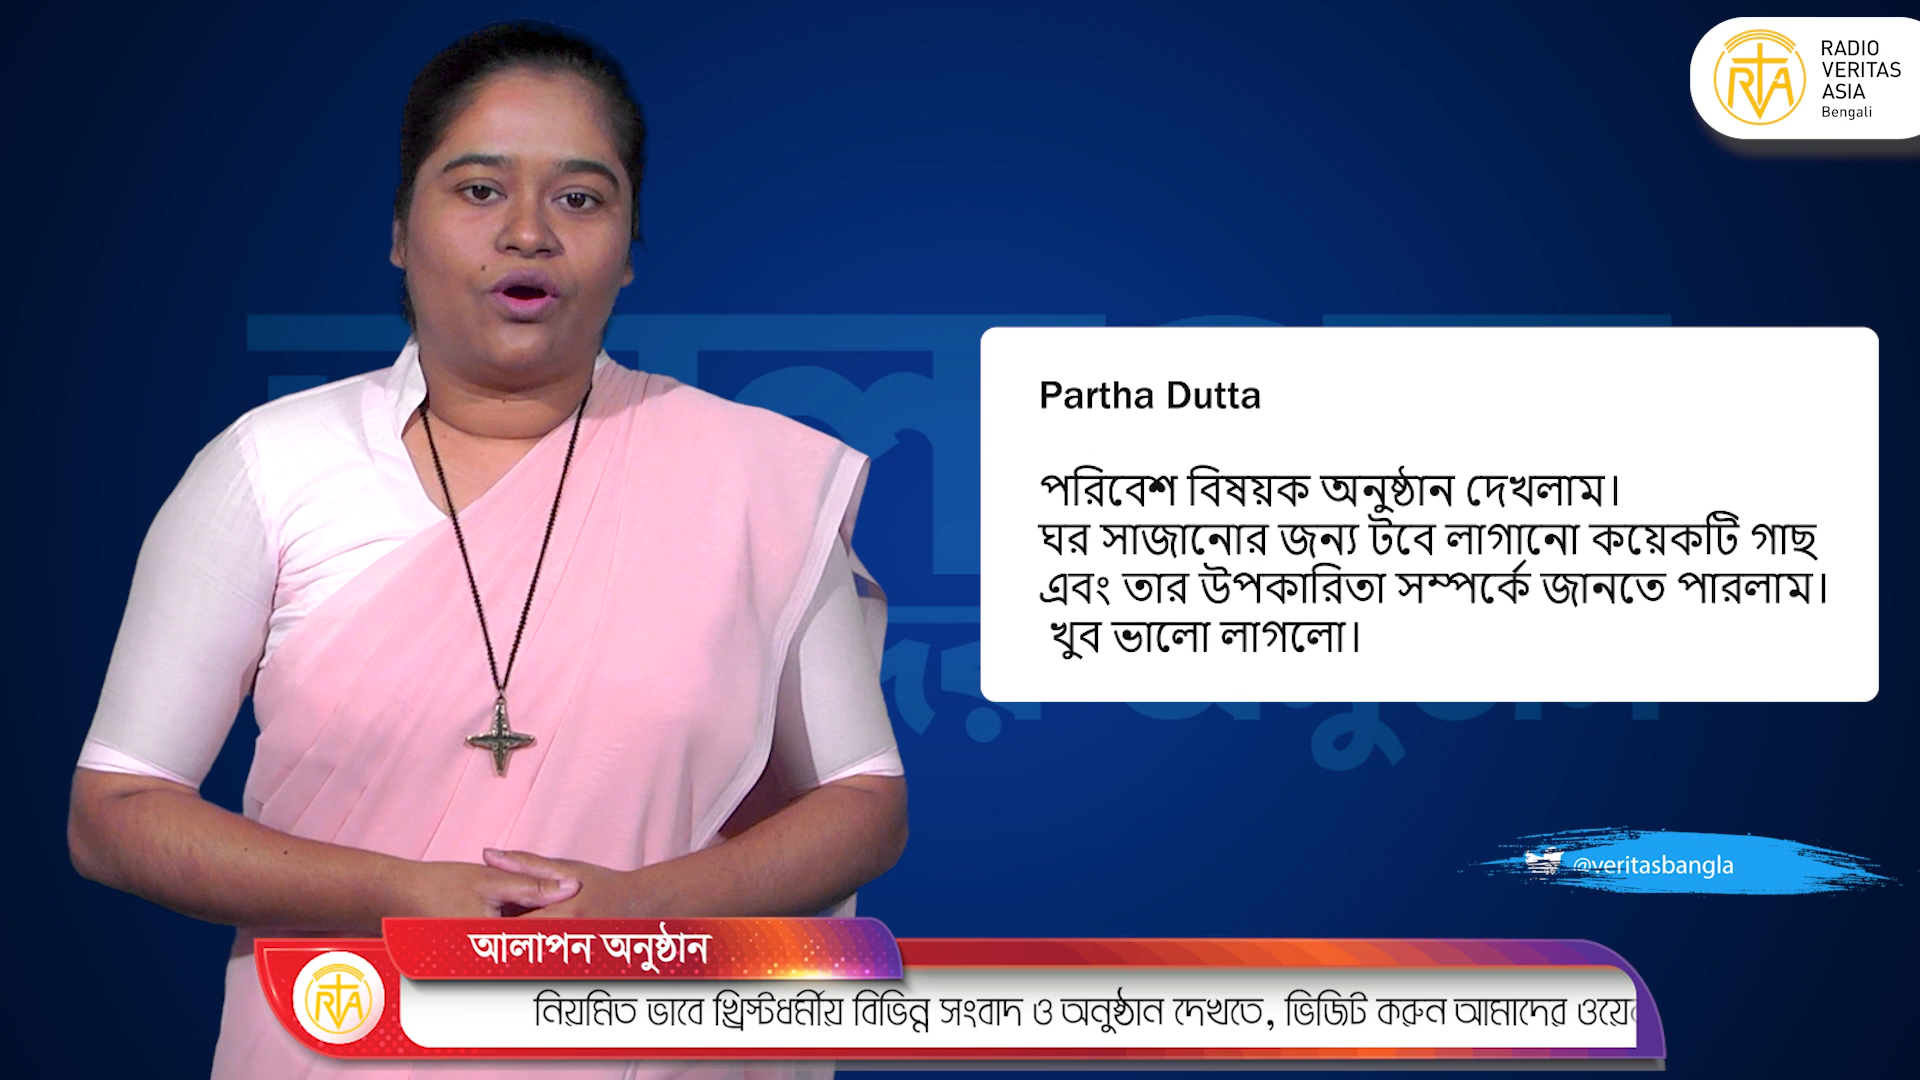 RADIO
VERITAS
ASIA
Bengali
Partha Dutta
পরিবেশ বিষয়ক অনুষ্ঠান দেখলাম।
ঘর সাজানোর জন্য টবে লাগানো কয়েকটি গাছ
এবং তার উপকারিতা সম্পর্কে জানতে পারলাম।
খুব ভালো লাগলো।
@veritasbangla
আলাপন অনুষ্ঠান
নিয়মিত ভাবে খ্রিস্টধর্মীয় বিভিন্ন সংবাদ ও অনুষ্ঠান দেখতে, ভিজিট করুন আমাদের